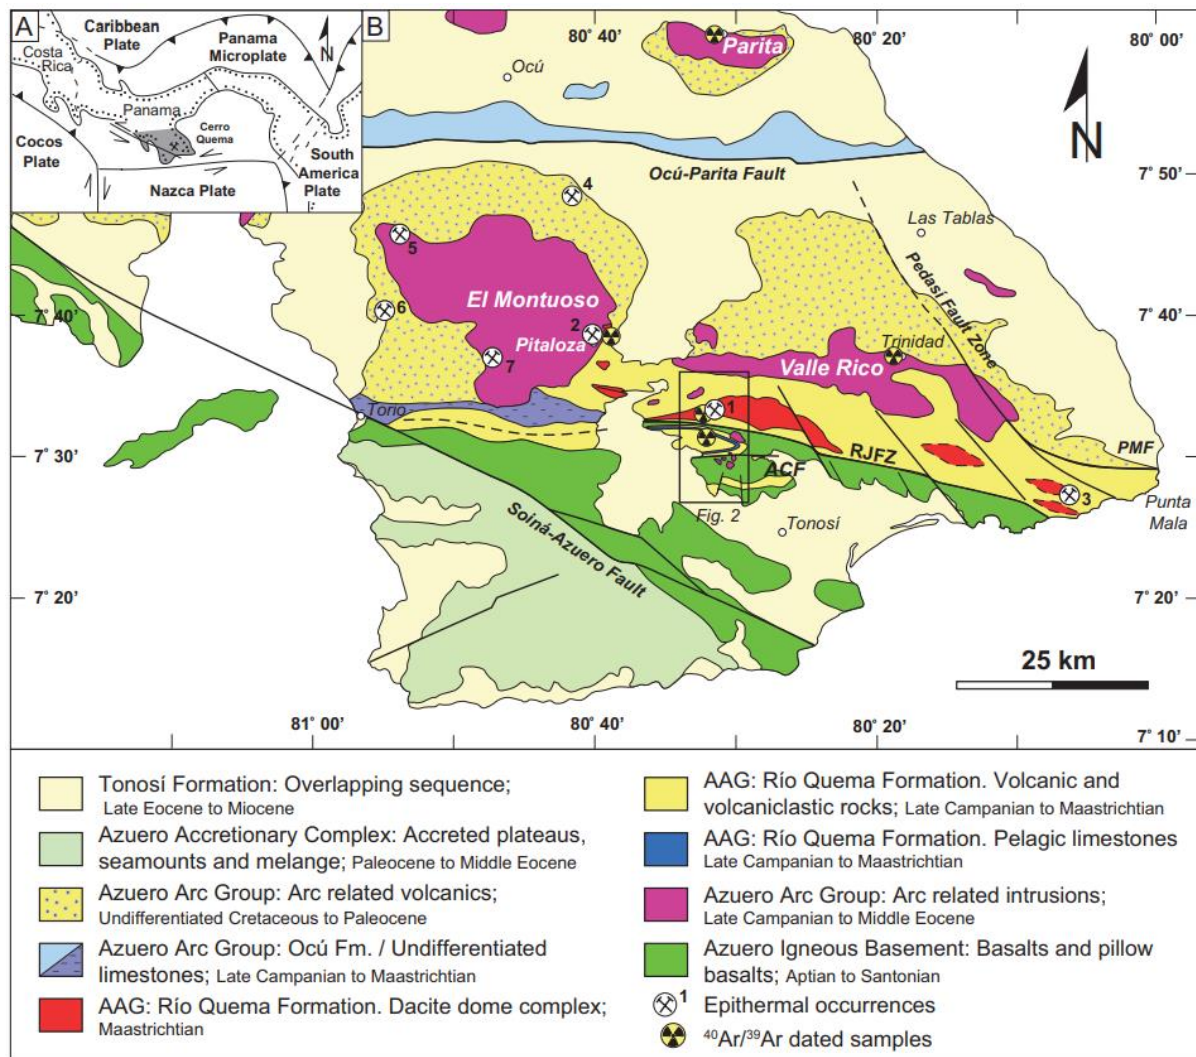 A
Caribbean
Plate
Panama
Microplate
N
Costa
Rica
Panama
Cerro
Quema
Cocos
Plate
South
America
Plate
Nazca Plate
B
80° 40’
80° 20’
80° 00’
Parita
Ocú
N
Ocú-Parita Fault
7° 50’
4
Las Tablas
5
Pedasí Fault Zone
El Montuoso
6
7° 40’
2
Pitaloza
7° 40’
Trinidad
7
Valle Rico
1
Torio
RJFZ
PMF
7° 30’
ACF
3
Punta
Mala
Fig. 2
Tonosí
Soiná-Azuero Fault
7° 20’
7° 20’
25 km
81° 00’
80° 40’
80° 20’
7° 10’
Tonosí Formation: Overlapping sequence;
Late Eocene to Miocene
Azuero Accretionary Complex: Accreted plateaus,
seamounts and melange; Paleocene to Middle Eocene
Azuero Arc Group: Arc related volcanics;
Undifferentiated Cretaceous to Paleocene
Azuero Arc Group: Ocú Fm. / Undifferentiated
limestones; Late Campanian to Maastrichtian
AAG: Río Quema Formation. Dacite dome complex;
Maastrichtian
AAG: Río Quema Formation. Volcanic and
volcaniclastic rocks; Late Campanian to Maastrichtian
AAG: Río Quema Formation. Pelagic limestones
Late Campanian to Maastrichtian
Azuero Arc Group: Arc related intrusions;
Late Campanian to Middle Eocene
Azuero Igneous Basement: Basalts and pillow
basalts; Aptian to Santonian
1 Epithermal occurrences
⁴⁰Ar/³⁹Ar dated samples